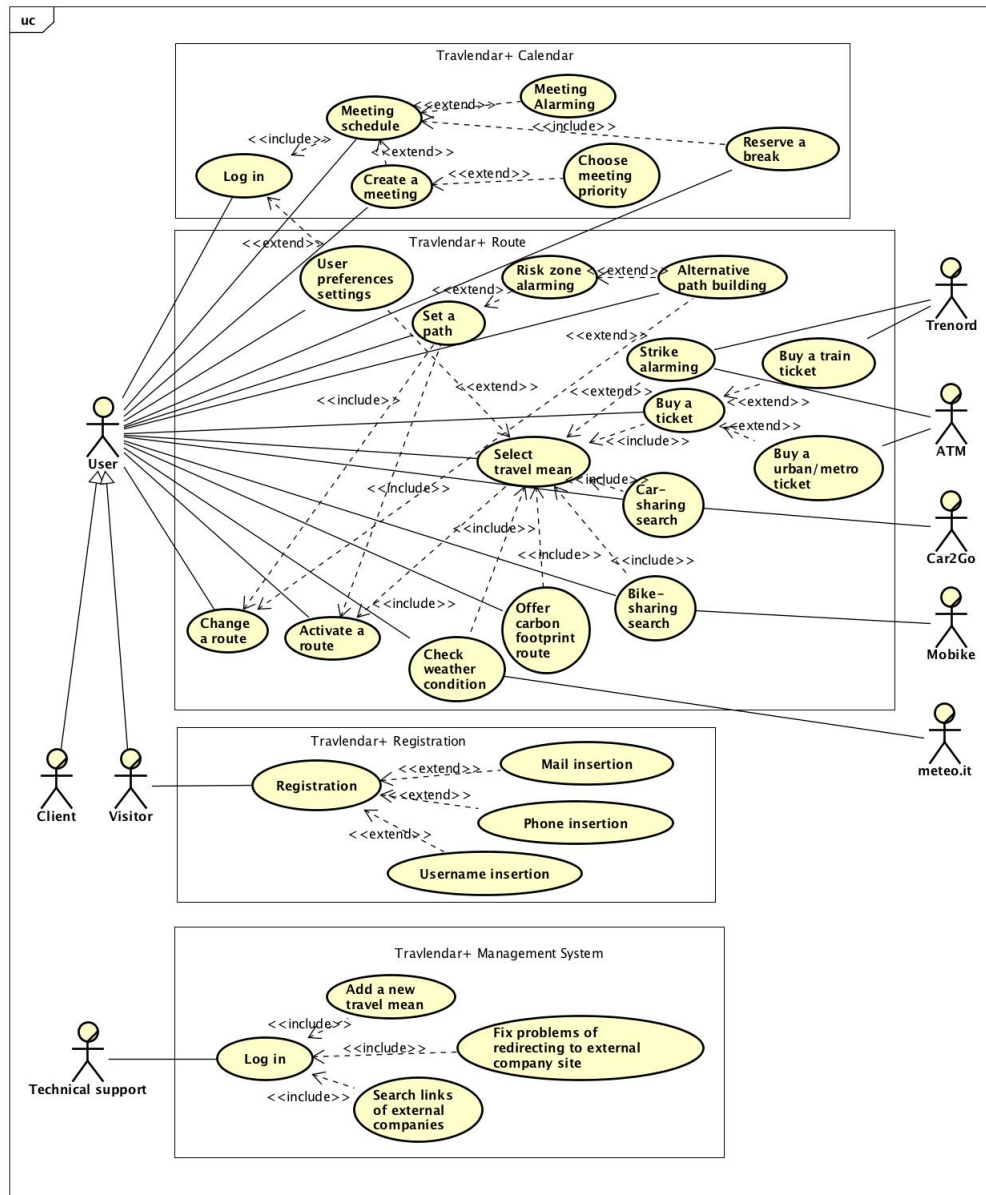 uc
Travlendar+ Calendar
Meeting
Alarming
<<extend>>
Meeting
schedule
<<include>>
<<include>>
Reserve a
break
<<extend>>
Choose
meeting
priority
<<extend>>
Log in
Create a
meeting
<<extend>>
Travlendar+ Route
User
preferences
settings
Risk zone
alarming
<<extend>
Alternative
path building
<<extend>
Set a
path
Trenord
<<extend>>
Strike
alarming
Buy a train
ticket
<<extend>>
<<extend>>
<<include>>
Buy a
ticket
<<extend>>
<<extend>>
<<include>>
User
ATM
Select
travel mean
Buy a
urban/metro
ticket
<<include>>
<<include>>
Car-
sharing
search
<<include>>
Car2Go
<<include>>
<<include>>
<<include>>
Change
a route
Activate a
route
Offer
carbon
footprint
route
Bike-
sharing
search
Mobike
Check
weather
condition
meteo.it
Travlendar+ Registration
Client
Visitor
Registration
<<extend>>
Mail insertion
<<extend>>
Phone insertion
<<extend>>
Username insertion
Travlendar+ Management System
Add a new
travel mean
<<include>>
Fix problems of
redirecting to external
company site
<<include>>
Log in
Technical support
<<include>>
Search links
of external
companies